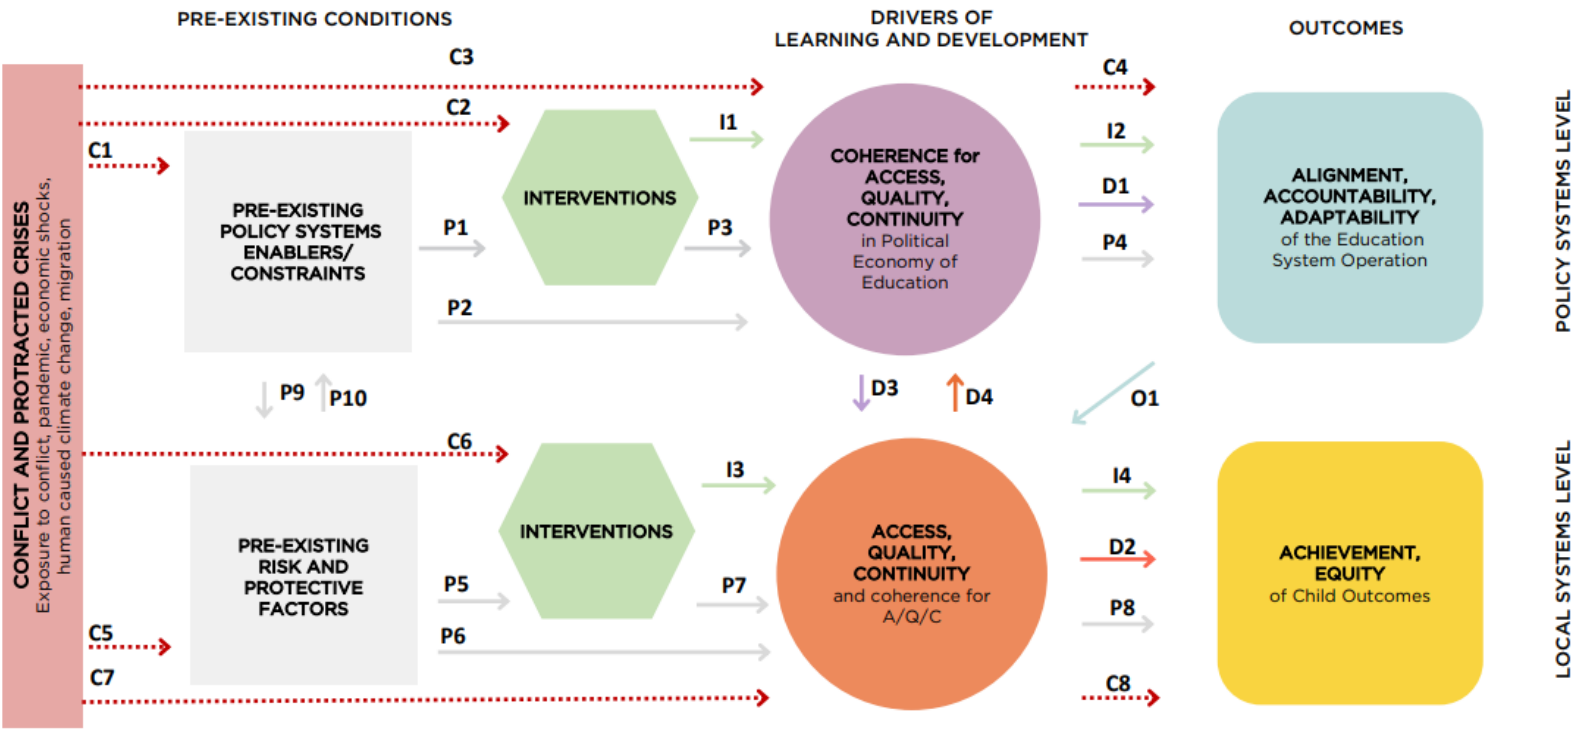 PRE-EXISTING CONDITIONS
DRIVERS OF
LEARNING AND DEVELOPMENT
OUTCOMES
CONFLICT AND PROTRACTED CRISES
Exposure to conflict, pandemic, economic shocks,
human caused climate change, migration
C3
C2
C1
PRE-EXISTING
POLICY SYSTEMS
ENABLERS/
CONSTRAINTS
P1
P2
INTERVENTIONS
I1
P3
COHERENCE for
ACCESS,
QUALITY,
CONTINUITY
in Political
Economy of
Education
C4
I2
D1
P4
ALIGNMENT,
ACCOUNTABILITY,
ADAPTABILITY
of the Education
System Operation
POLICY SYSTEMS LEVEL
P9
P10
D3
D4
O1
C6
PRE-EXISTING
RISK AND
PROTECTIVE
FACTORS
P5
P6
C5
C7
INTERVENTIONS
I3
P7
ACCESS,
QUALITY,
CONTINUITY
and coherence for
A/Q/C
I4
D2
P8
C8
ACHIEVEMENT,
EQUITY
of Child Outcomes
LOCAL SYSTEMS LEVEL